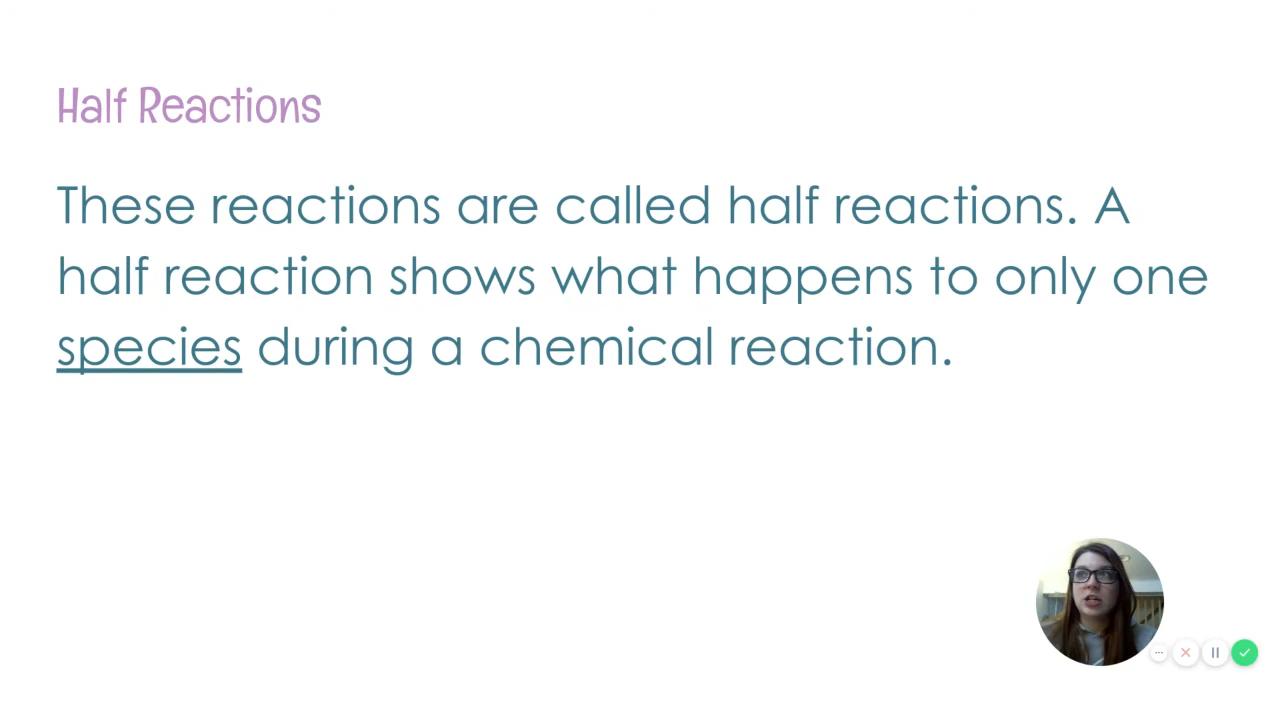 Half Reactions
These reactions are called half reactions. A
half reaction shows what happens to only one
species during a chemical reaction.